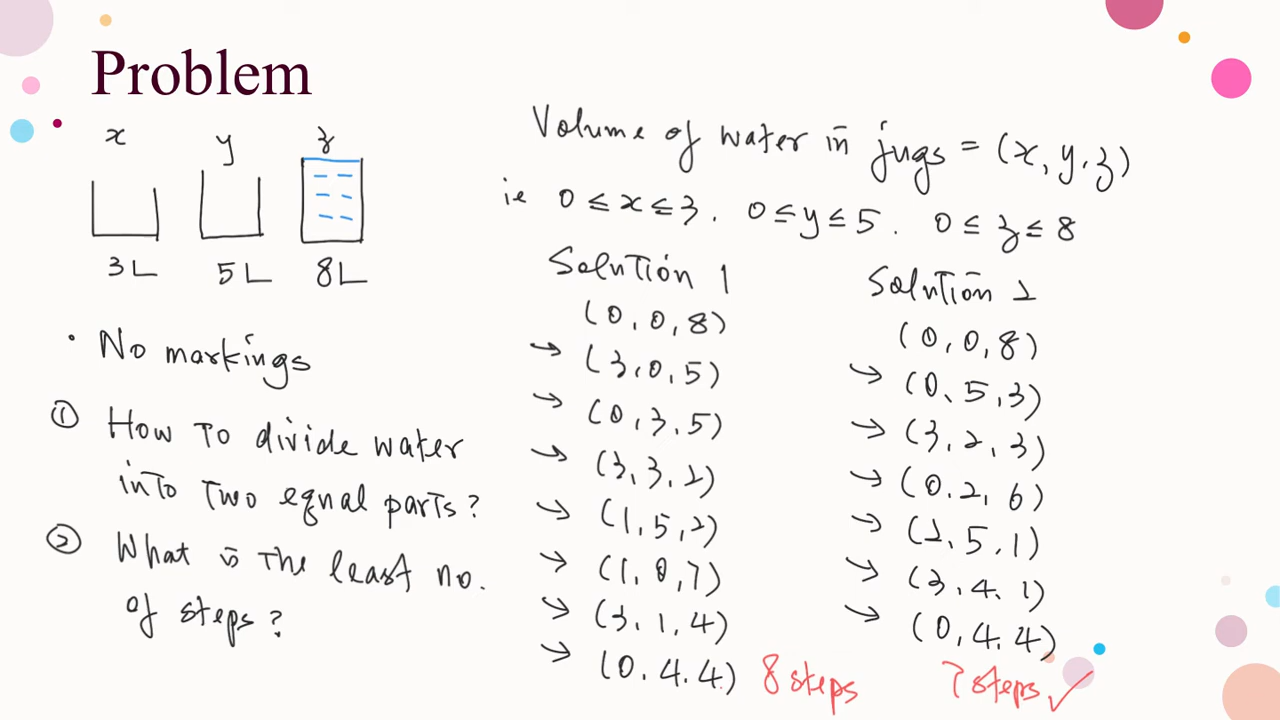 Problem
x y z
3L 5L 8L
• No markings
① How to divide water
into two equal parts?
② What is the least no.
of steps?
Volume of water in jugs = (x, y, z)
ie 0 ≤ x ≤ 3, 0 ≤ y ≤ 5, 0 ≤ z ≤ 8
Solution 1
(0, 0, 8)
→ (3, 0, 5)
→ (0, 3, 5)
→ (3, 3, 2)
→ (1, 5, 2)
→ (1, 0, 7)
→ (3, 1, 4)
→ (0, 4, 4)
8 steps
Solution 2
(0, 0, 8)
→ (0, 5, 3)
→ (3, 2, 3)
→ (0, 2, 6)
→ (2, 5, 1)
→ (3, 4, 1)
→ (0, 4, 4)
7 steps ✓